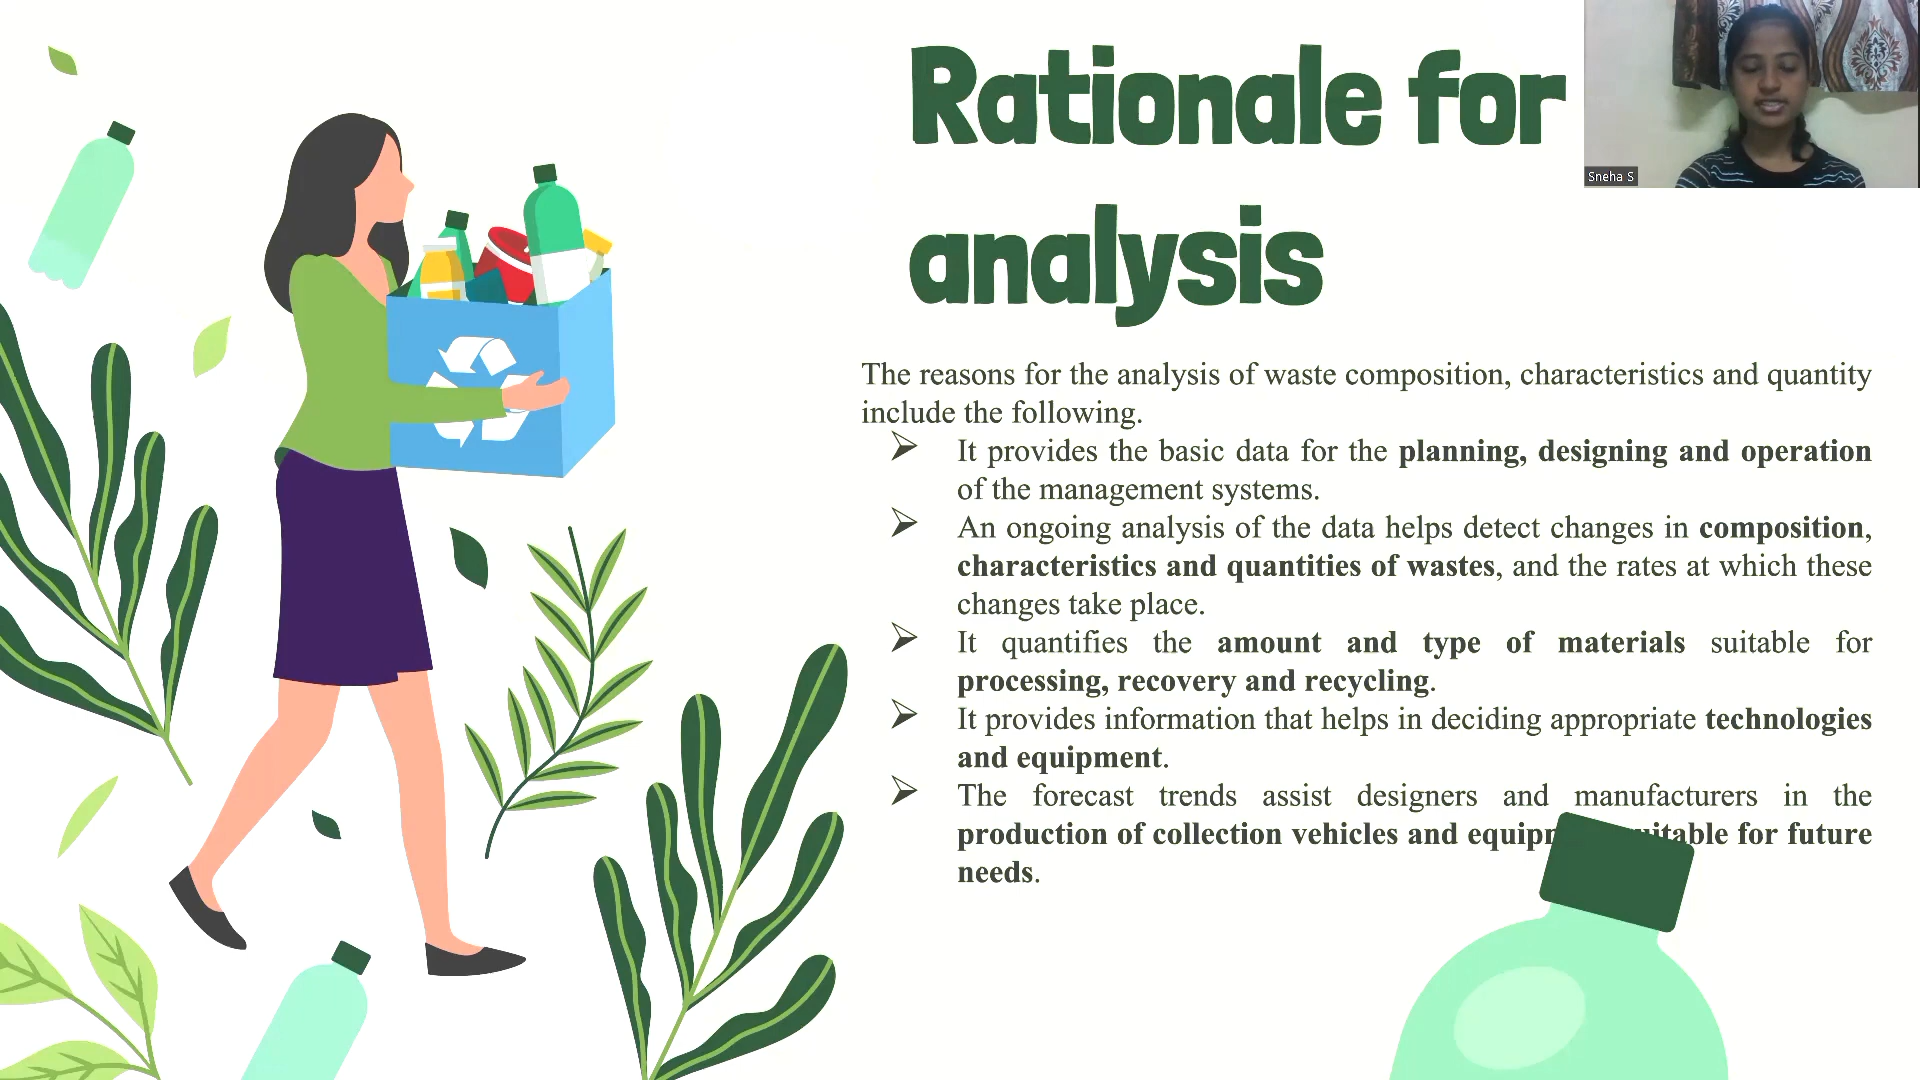 Rationale for
analysis
Sneha S
The reasons for the analysis of waste composition, characteristics and quantity
include the following.
➢ It provides the basic data for the planning, designing and operation
of the management systems.
➢ An ongoing analysis of the data helps detect changes in composition,
characteristics and quantities of wastes, and the rates at which these
changes take place.
➢ It quantifies the amount and type of materials suitable for
processing, recovery and recycling.
➢ It provides information that helps in deciding appropriate technologies
and equipment.
➢ The forecast trends assist designers and manufacturers in the
production of collection vehicles and for future
needs.